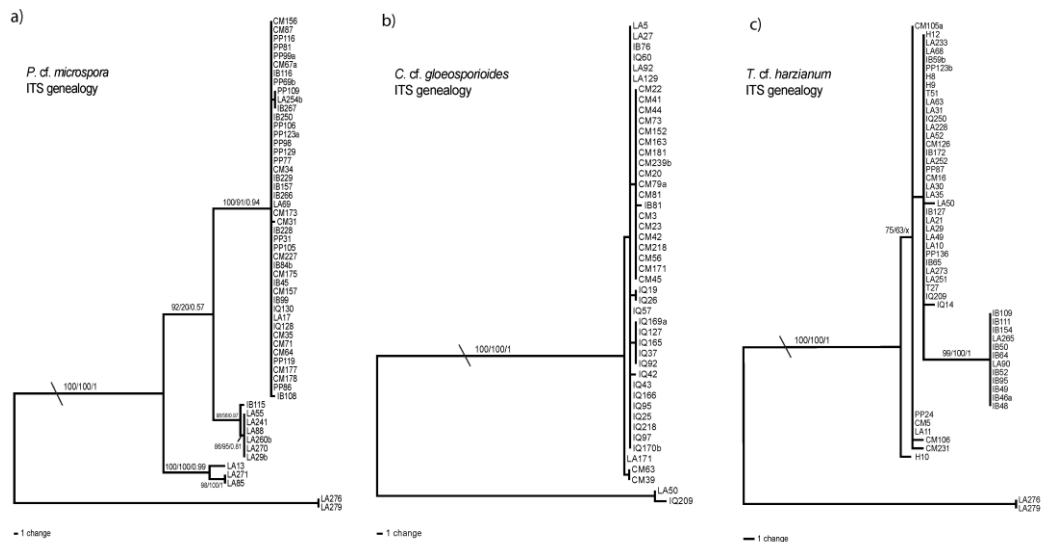 a)
P. cf. microspora
ITS genealogy
CM156
CM87
PP116
PP81
PP99a
CM67a
IB116
PP69b
PP109
LA254b
IB267
IB250
PP106
PP123a
PP98
PP129
PP77
CM34
IB229
IB157
IB266
LA69
CM173
CM31
IB228
PP31
PP105
CM227
IB84b
CM175
IB45
CM157
IB99
IQ130
LA17
IQ128
CM35
CM71
CM64
PP119
CM177
CM178
PP86
IB108
IB115
LA55
LA241
LA88
LA260b
LA270
LA29b
LA13
LA271
LA85
LA276
LA279
100/91/0.94
92/20/0.57
100/100/1
86/95/0.81
100/100/0.99
98/100/1
1 change
b)
C. cf. gloeosporioides
ITS genealogy
LA5
LA27
IB76
IQ60
LA92
LA129
CM22
CM41
CM44
CM73
CM152
CM163
CM181
CM239b
CM20
CM79a
CM81
IB81
CM3
CM23
CM42
CM218
CM56
CM171
CM45
IQ19
IQ26
IQ57
IQ169a
IQ127
IQ165
IQ37
IQ92
IQ42
IQ43
IQ166
IQ95
IQ25
IQ218
IQ97
IQ170b
LA171
CM63
CM39
LA50
IQ209
100/100/1
1 change
c)
T. cf. harzianum
ITS genealogy
CM105a
H12
LA233
LA68
IB59b
PP123b
H8
H9
T51
LA63
LA31
IQ250
LA228
LA52
CM126
IB172
LA252
PP87
CM16
LA30
LA35
LA50
IB127
LA21
LA29
LA49
LA10
PP136
IB65
LA273
LA251
T27
IQ209
IQ14
IB109
IB111
IB154
LA265
IB50
IB64
LA90
IB52
IB95
IB49
IB46a
IB48
PP24
CM5
LA11
CM106
CM231
H10
LA276
LA279
75/63/x
100/100/1
99/100/1
1 change